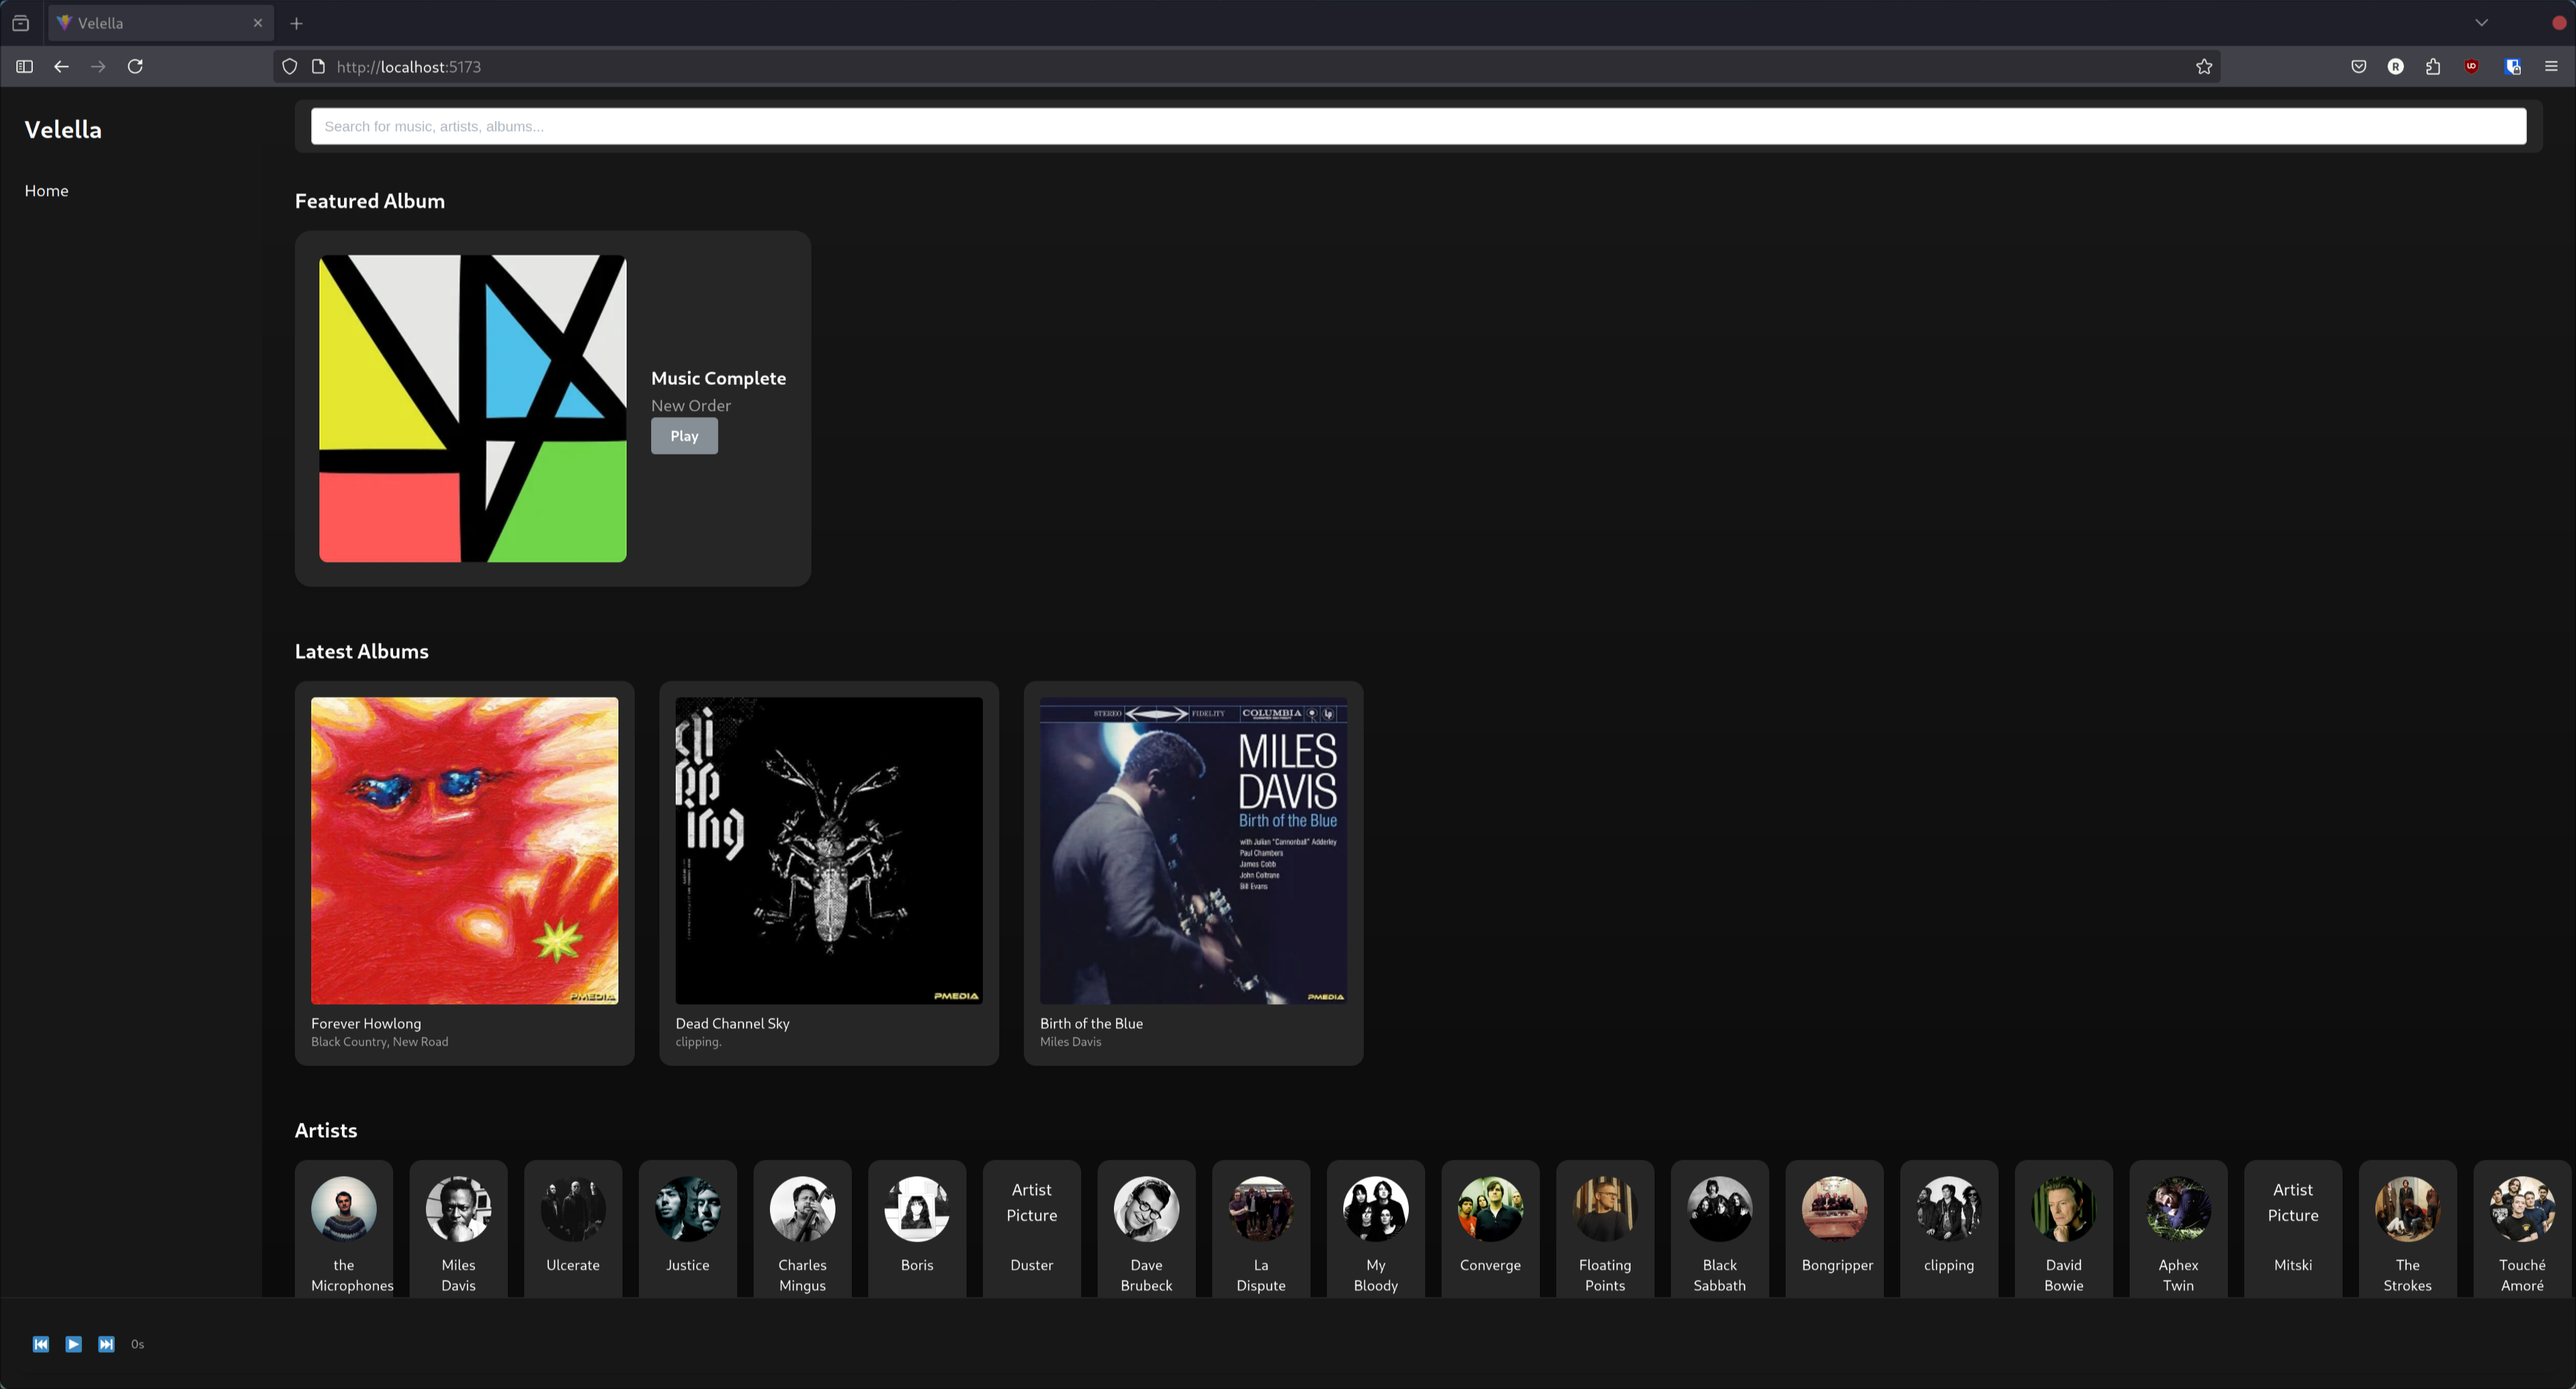 Velella
http://localhost:5173
Velella
Home
Search for music, artists, albums...
Featured Album
Music Complete
New Order
Play
Latest Albums
cli
pp
ing
PMEDIA
STEREO
FIDELITY
COLUMBIA
MILES
DAVIS
Birth of the Blue
with Julian "Cannonball" Adderley
Paul Chambers
James Cobb
John Coltrane
Bill Evans
PMEDIA
PMEDIA
Forever Howlong
Black Country, New Road
Dead Channel Sky
clipping.
Birth of the Blue
Miles Davis
Artists
the
Microphones
Miles
Davis
Ulcerate
Justice
Charles
Mingus
Boris
Artist
Picture
Duster
Dave
Brubeck
La
Dispute
My
Bloody
Converge
Floating
Points
Black
Sabbath
Bongripper
clipping
David
Bowie
Aphex
Twin
Artist
Picture
Mitski
The
Strokes
Touché
Amoré
0s